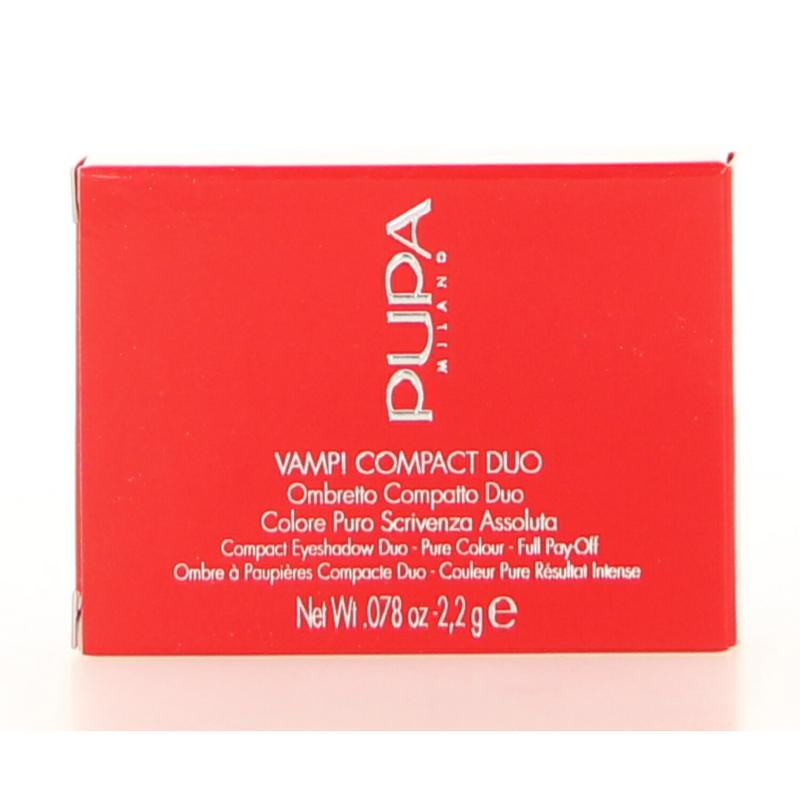 PUPA
MILANO
VAMP! COMPACT DUO
Ombretto Compatto Duo
Colore Puro Scrivenza Assoluta
Compact Eyeshadow Duo - Pure Colour - Full Pay-Off
Ombre à Paupières Compacte Duo - Couleur Pure Résultat Intense
Net Wt .078 oz -2,2 g ℮